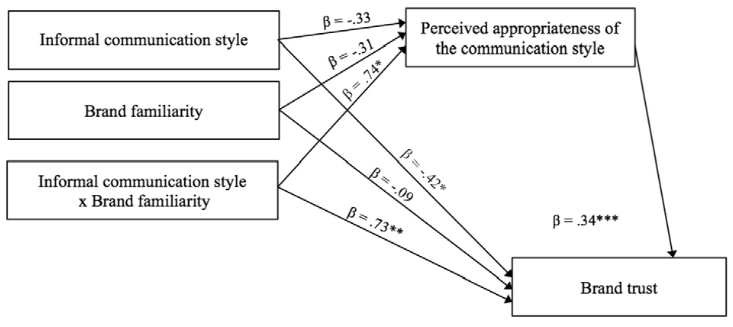 Informal communication style
Brand familiarity
Informal communication style
x Brand familiarity
β = -.33
β = -.31
β = .74*
Perceived appropriateness of
the communication style
β = -.42*
β = -.09
β = .73**
β = .34***
Brand trust